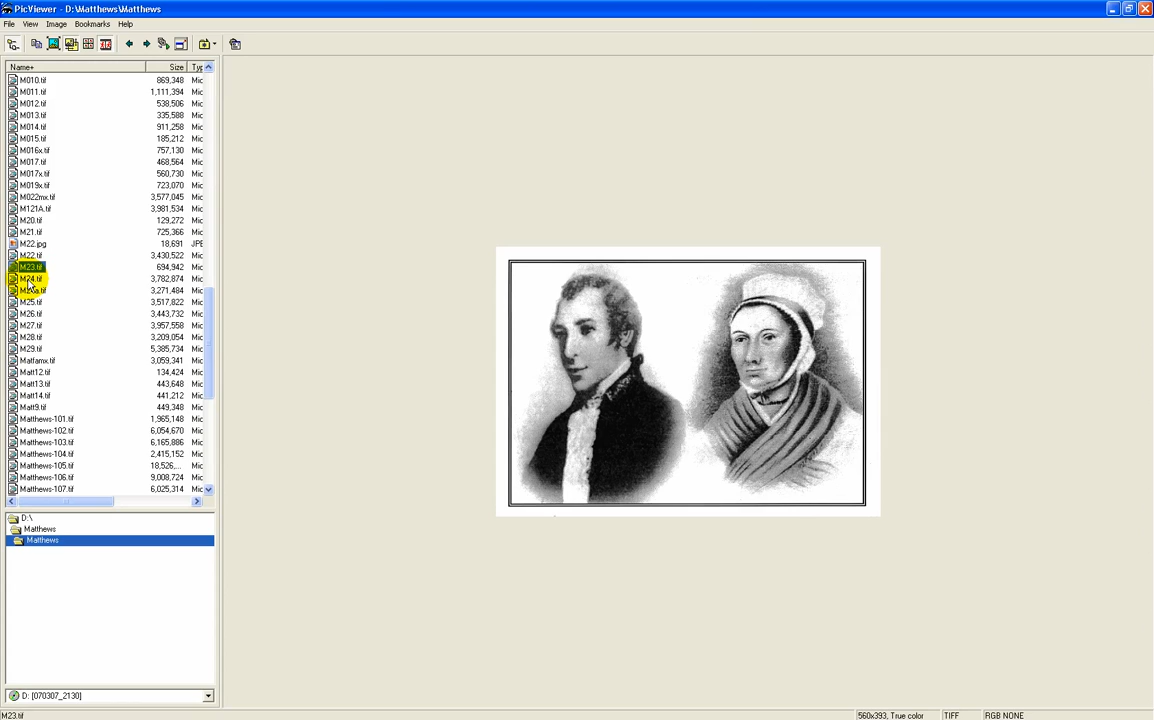 PicViewer - D:\Matthews\Matthews
File View Image Bookmarks Help
Name+ Size Typ
M010.tif 869,348 Mic
M011.tif 1,111,394 Mic
M012.tif 538,506 Mic
M013.tif 335,588 Mic
M014.tif 911,258 Mic
M015.tif 185,212 Mic
M016x.tif 757,130 Mic
M017.tif 468,564 Mic
M017x.tif 560,730 Mic
M019x.tif 723,070 Mic
M022mx.tif 3,577,045 Mic
M121A.tif 3,981,534 Mic
M20.tif 129,272 Mic
M21.tif 725,366 Mic
M22.jpg 18,691 JPE
M22.tif 3,430,522 Mic
M23.tif 694,942 Mic
M24.tif 3,782,874 Mic
3,271,484 Mic
M25.tif 3,517,822 Mic
M26.tif 3,443,732 Mic
M27.tif 3,957,558 Mic
M28.tif 3,209,054 Mic
M29.tif 5,385,734 Mic
Matfamx.tif 3,059,341 Mic
Matt12.tif 134,424 Mic
Matt13.tif 443,648 Mic
Matt14.tif 441,212 Mic
Matt9.tif 449,348 Mic
Matthews-101.tif 1,965,148 Mic
Matthews-102.tif 6,054,670 Mic
Matthews-103.tif 6,165,886 Mic
Matthews-104.tif 2,415,152 Mic
Matthews-105.tif 18,526,... Mic
Matthews-106.tif 9,008,724 Mic
Matthews-107.tif 6,025,314 Mic
D:\
Matthews
Matthews
D: [070307_2130]
M23.tif 560x393, True color TIFF RGB NONE